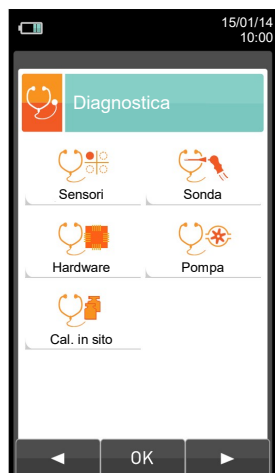 15/01/14
10:00
Diagnostica
Sensori
Sonda
Hardware
Pompa
Cal. in sito
OK